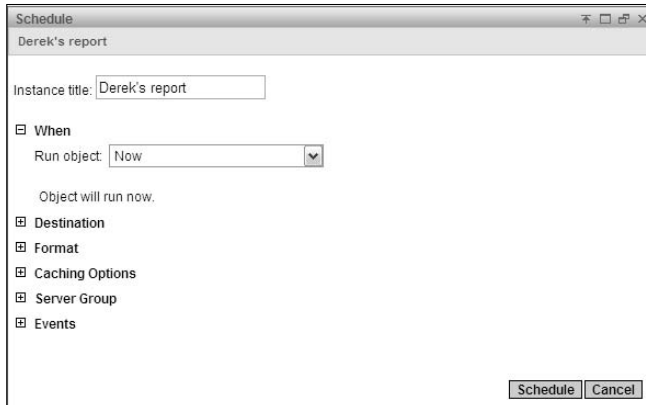 Schedule
Derek's report
Instance title: Derek's report
When
Run object: Now
Object will run now.
Destination
Format
Caching Options
Server Group
Events
Schedule Cancel